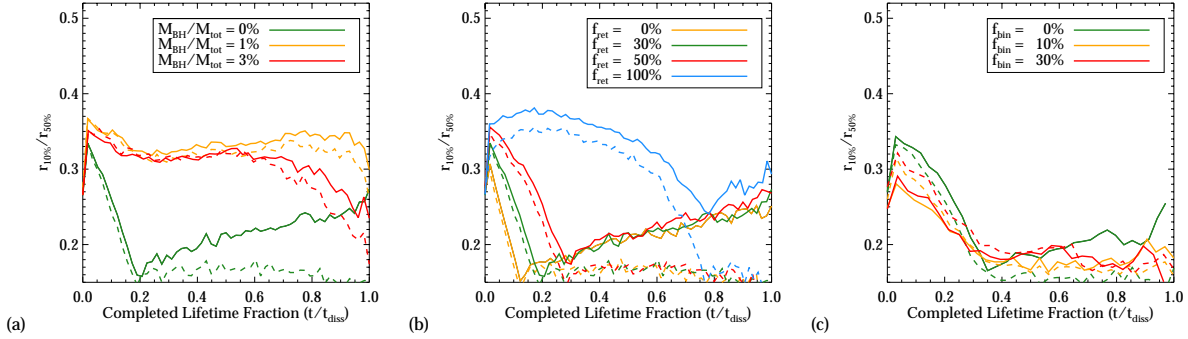 0.5
0.4
0.3
0.2
r10%/r50%
MBH/Mtot = 0%
MBH/Mtot = 1%
MBH/Mtot = 3%
0.0 0.2 0.4 0.6 0.8 1.0
Completed Lifetime Fraction (t/tdiss)
(a)
0.5
0.4
0.3
0.2
r10%/r50%
fret = 0%
fret = 30%
fret = 50%
fret = 100%
0.0 0.2 0.4 0.6 0.8 1.0
Completed Lifetime Fraction (t/tdiss)
(b)
0.5
0.4
0.3
0.2
r10%/r50%
fbin = 0%
fbin = 10%
fbin = 30%
0.0 0.2 0.4 0.6 0.8 1.0
Completed Lifetime Fraction (t/tdiss)
(c)